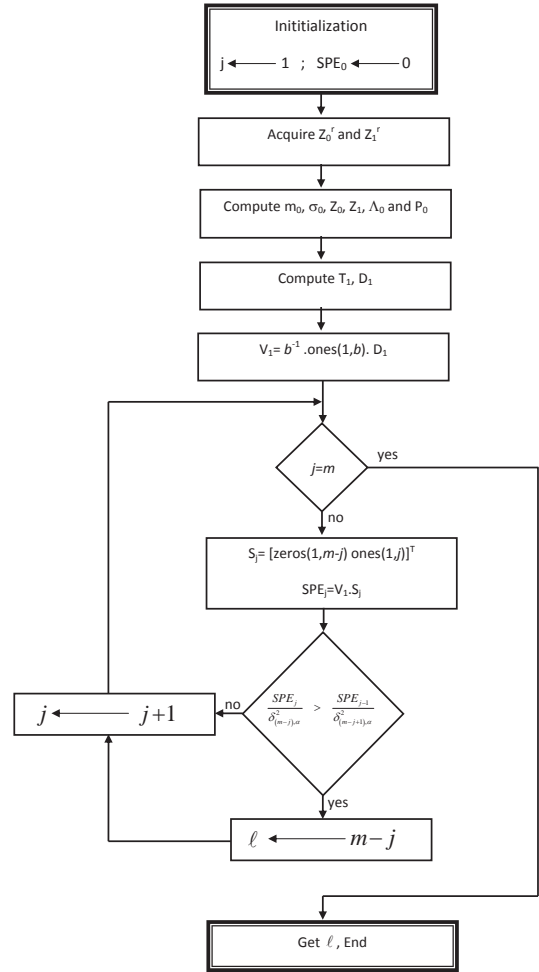 Inititialization
j ← 1 ; SPE₀ ← 0
Acquire Z₀ʳ and Z₁ʳ
Compute m₀, σ₀, Z₀, Z₁, Λ₀ and P₀
Compute T₁, D₁
V₁= b⁻¹ .ones(1,b). D₁
j=m
yes
no
Sⱼ= [zeros(1,m-j) ones(1,j)]ᵀ
SPEⱼ=V₁.Sⱼ
SPEⱼ / δ²₍ₘ₋ⱼ₎,α > SPEⱼ₋₁ / δ²₍ₘ₋ⱼ₊₁₎,α
no
j ← j+1
yes
ℓ ← m−j
Get ℓ, End